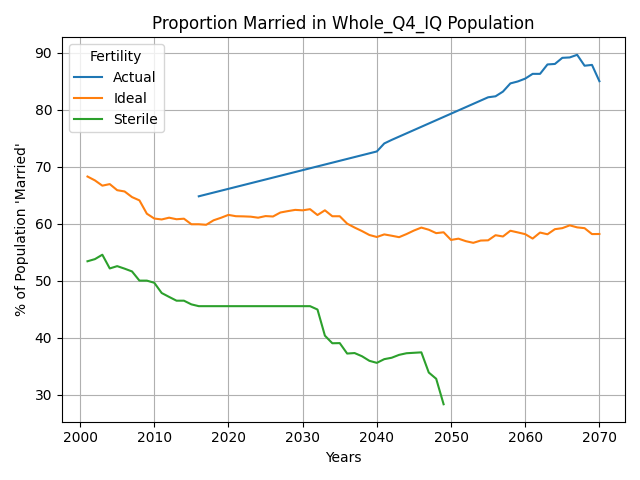 Proportion Married in Whole_Q4_IQ Population
Fertility
Actual
Ideal
Sterile
% of Population 'Married'
90
80
70
60
50
40
30
2000 2010 2020 2030 2040 2050 2060 2070
Years